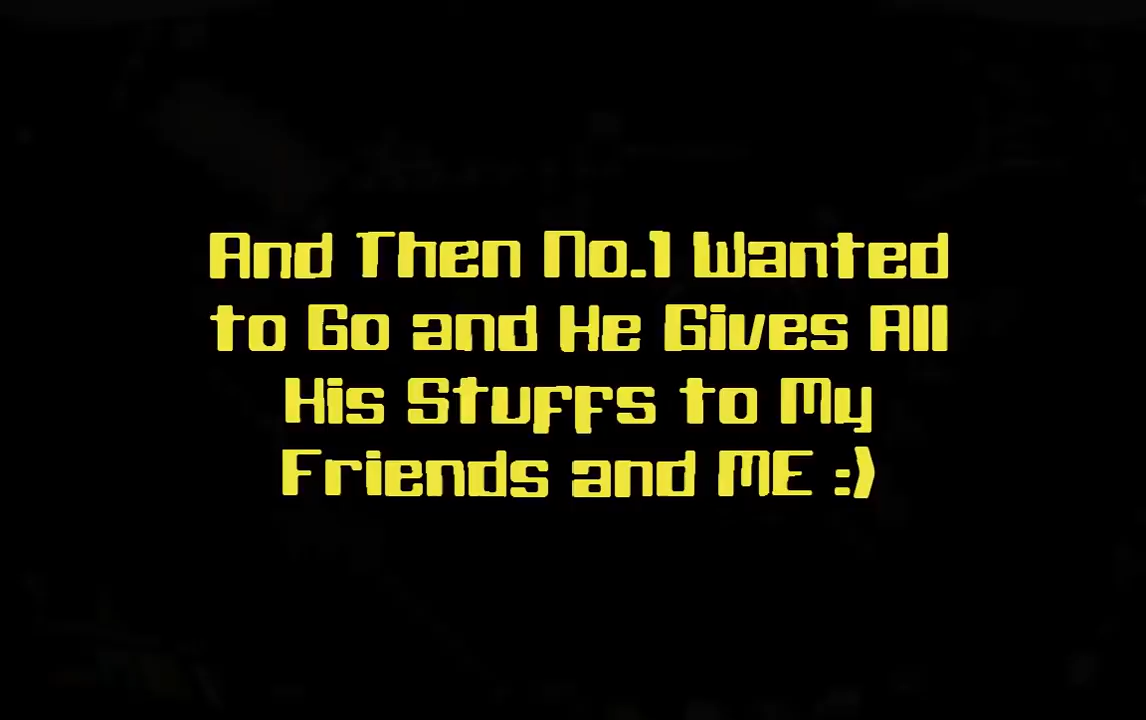 And Then No.1 Wanted
to Go and He Gives All
His Stuffs to My
Friends and ME :)